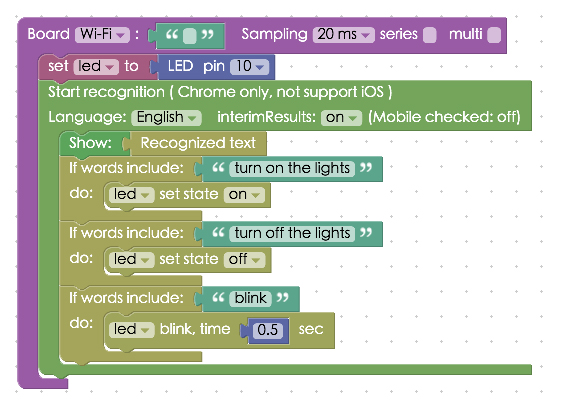 Board Wi-Fi : “ ” Sampling 20 ms series multi
set led to LED pin 10
Start recognition ( Chrome only, not support iOS )
Language: English interimResults: on (Mobile checked: off)
Show: Recognized text
If words include: “ turn on the lights ”
do: led set state on
If words include: “ turn off the lights ”
do: led set state off
If words include: “ blink ”
do: led blink, time 0.5 sec